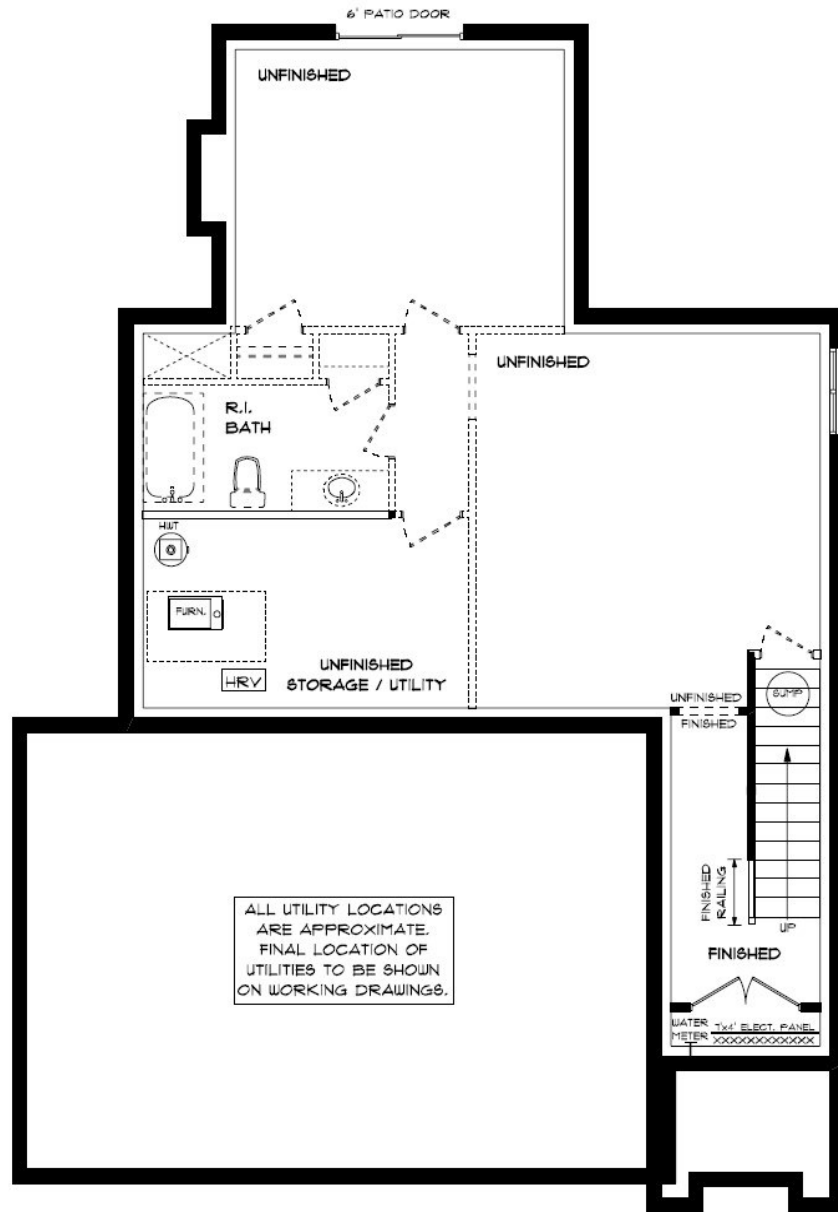 6' PATIO DOOR
UNFINISHED
UNFINISHED
R.I.
BATH
HWT
FURN.
HRV
UNFINISHED
STORAGE / UTILITY
SUMP
UNFINISHED
FINISHED
FINISHED
RAILING
UP
FINISHED
WATER
METER
7'x4' ELECT. PANEL
XXXXXXXXXXXX
ALL UTILITY LOCATIONS
ARE APPROXIMATE.
FINAL LOCATION OF
UTILITIES TO BE SHOWN
ON WORKING DRAWINGS.